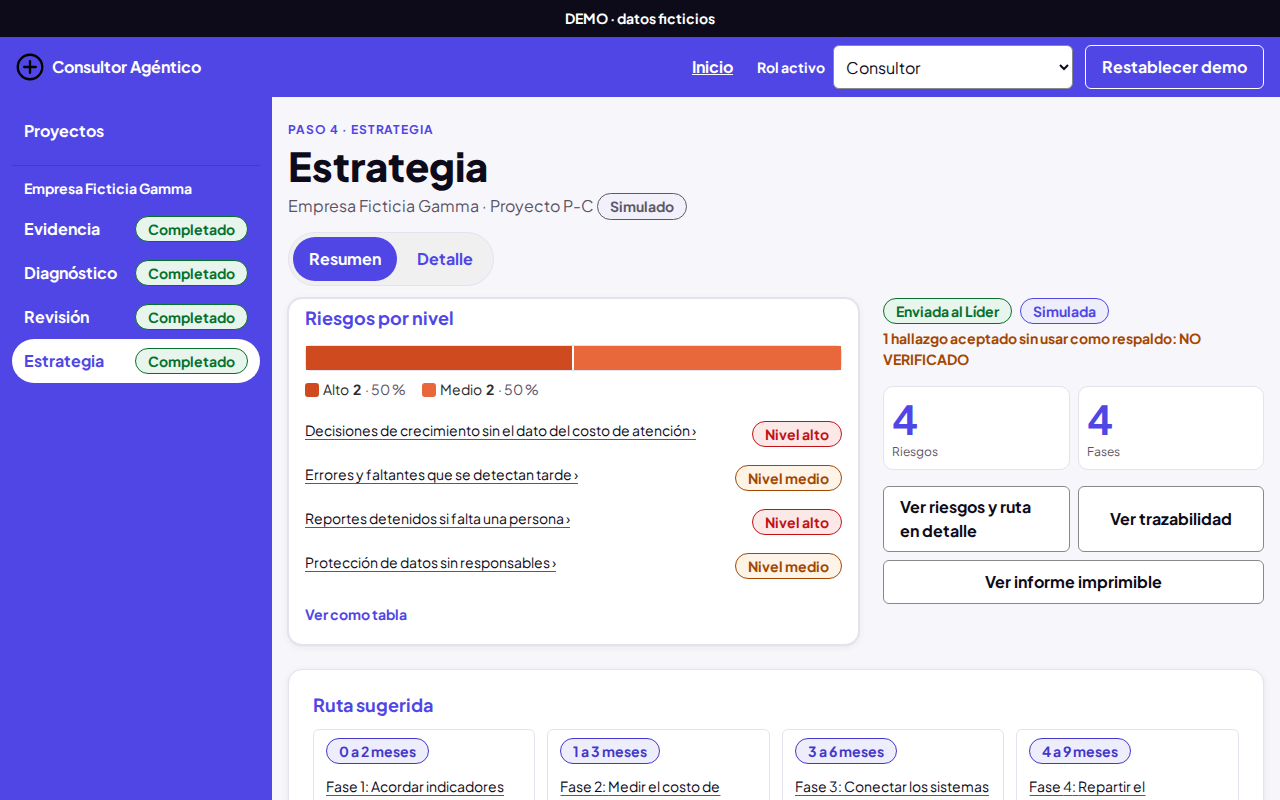 DEMO · datos ficticios
Consultor Agéntico
Inicio
Rol activo
Consultor
Restablecer demo
Proyectos
Empresa Ficticia Gamma
Evidencia Completado
Diagnóstico Completado
Revisión Completado
Estrategia Completado
PASO 4 · ESTRATEGIA
Estrategia
Empresa Ficticia Gamma · Proyecto P-C Simulado
Resumen Detalle
Riesgos por nivel
Alto 2 · 50 % Medio 2 · 50 %
Decisiones de crecimiento sin el dato del costo de atención › Nivel alto
Errores y faltantes que se detectan tarde › Nivel medio
Reportes detenidos si falta una persona › Nivel alto
Protección de datos sin responsables › Nivel medio
Ver como tabla
Enviada al Líder Simulada
1 hallazgo aceptado sin usar como respaldo: NO
VERIFICADO
4
Riesgos
4
Fases
Ver riesgos y ruta
en detalle
Ver trazabilidad
Ver informe imprimible
Ruta sugerida
0 a 2 meses
Fase 1: Acordar indicadores
1 a 3 meses
Fase 2: Medir el costo de
3 a 6 meses
Fase 3: Conectar los sistemas
4 a 9 meses
Fase 4: Repartir el